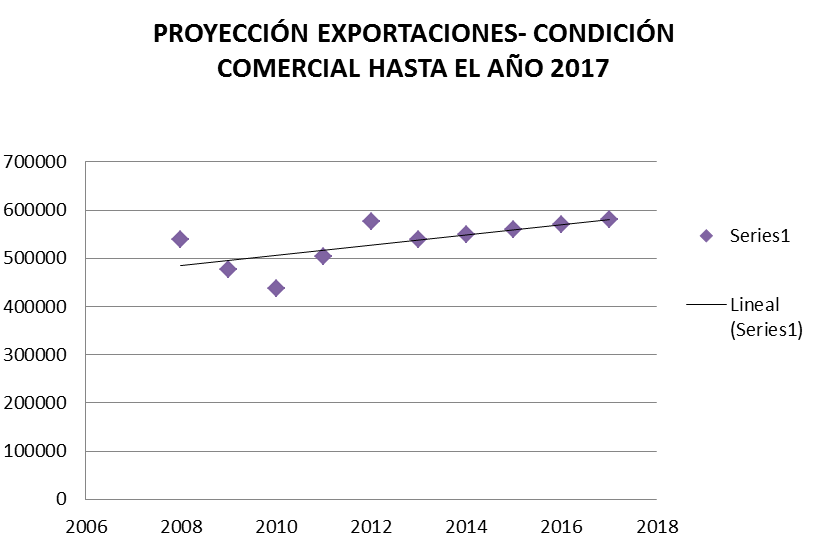 PROYECCIÓN EXPORTACIONES- CONDICIÓN
COMERCIAL HASTA EL AÑO 2017
700000
600000
500000
400000
300000
200000
100000
0
2006 2008 2010 2012 2014 2016 2018
Series1
Lineal
(Series1)